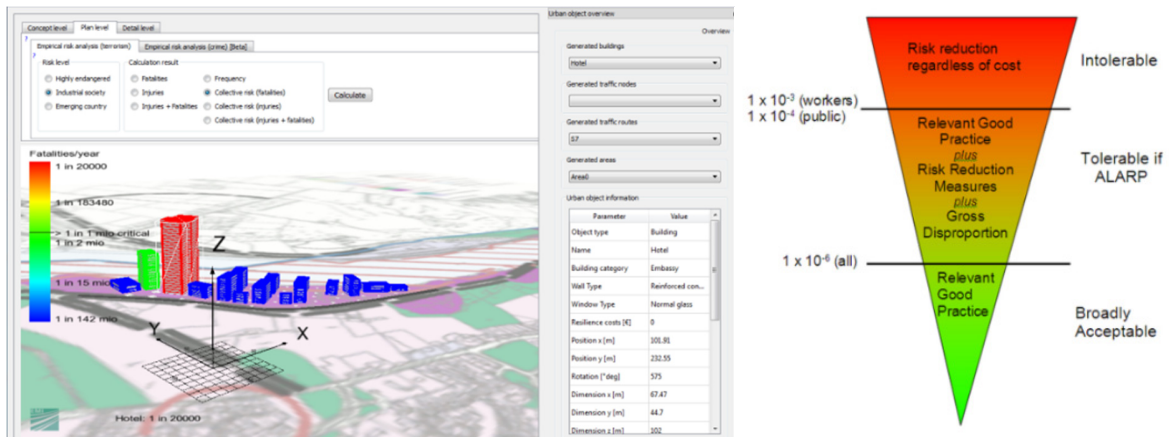 Concept level Plan level Detail level
Empirical risk analysis (terrorism) Empirical risk analysis (crime) [Beta]
Risk level
Highly endangered
Industrial society
Emerging country
Calculation result
Fatalities
Injuries
Injuries + Fatalities
Frequency
Collective risk (fatalities)
Collective risk (injuries)
Collective risk (injuries + fatalities)
Calculate
Fatalities/year
1 in 20000
1 in 183480
> 1 in 1 mio critical
1 in 2 mio
1 in 15 mio
1 in 142 mio
Z
Y
X
Hotel: 1 in 20000
Urban object overview
Overview
Generated buildings
Hotel
Generated traffic nodes
Generated traffic routes
S7
Generated areas
Area0
Urban object information
Parameter Value
Object type Building
Name Hotel
Building category Embassy
Wall Type Reinforced con...
Window Type Normal glass
Resilience costs [€] 0
Position x [m] 101.91
Position y [m] 232.55
Rotation [°deg] 575
Dimension x [m] 67.47
Dimension y [m] 44.7
Dimension z [m] 102
Risk reduction
regardless of cost
Intolerable
1 x 10⁻³ (workers)
1 x 10⁻⁴ (public)
Relevant Good
Practice
plus
Risk Reduction
Measures
plus
Gross
Disproportion
Tolerable if
ALARP
1 x 10⁻⁶ (all)
Relevant
Good
Practice
Broadly
Acceptable